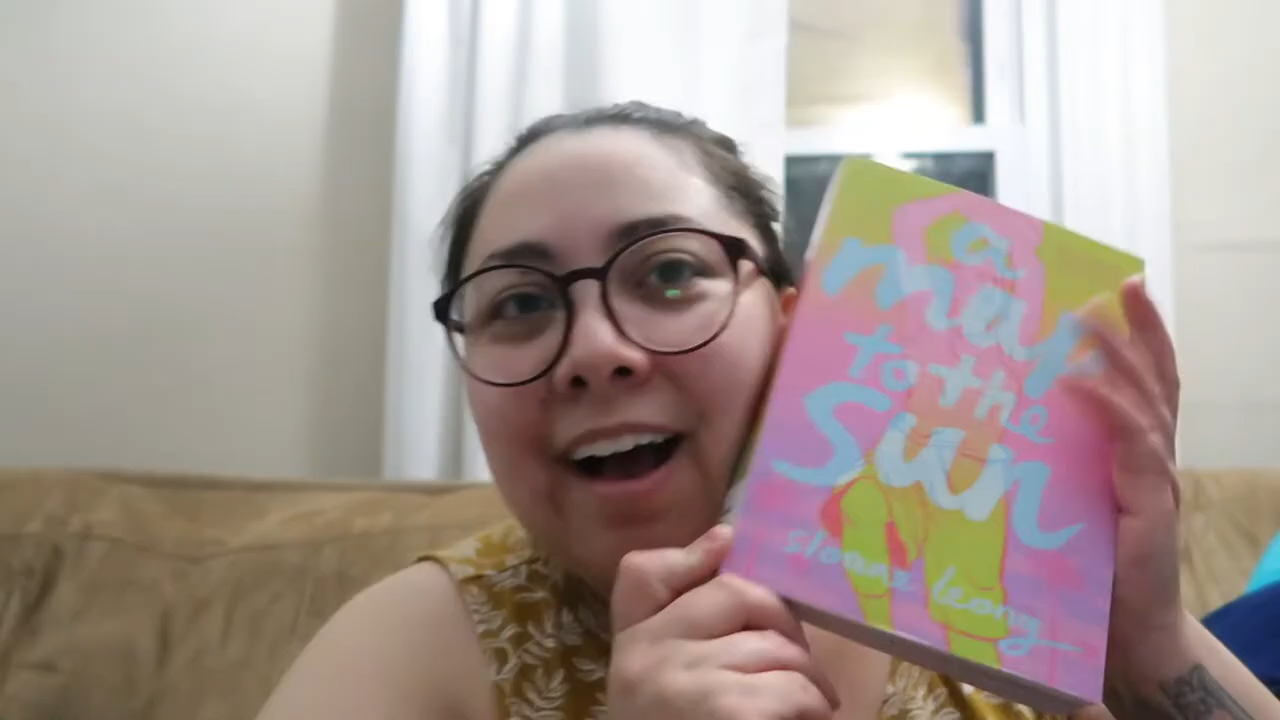 a
map
to the
Sun
sloane leong